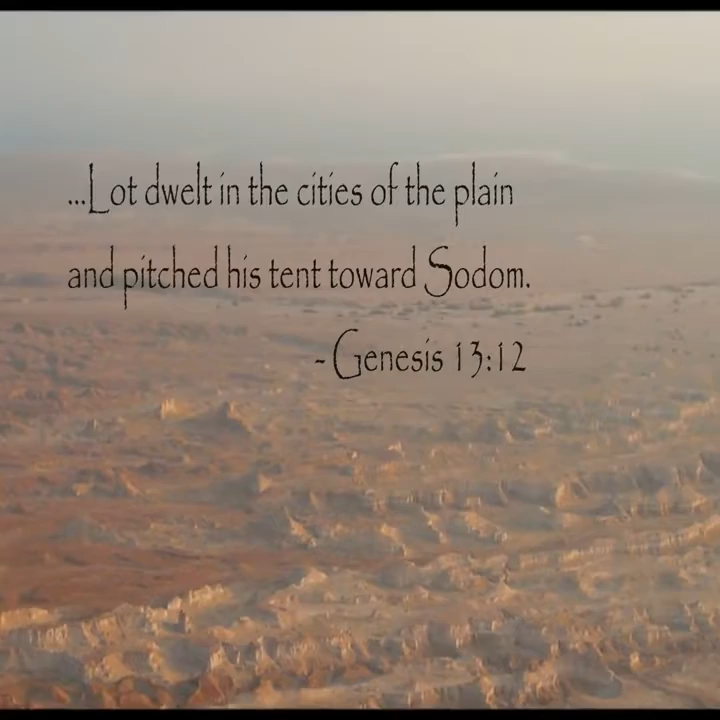 ...Lot dwelt in the cities of the plain
and pitched his tent toward Sodom.
- Genesis 13:12